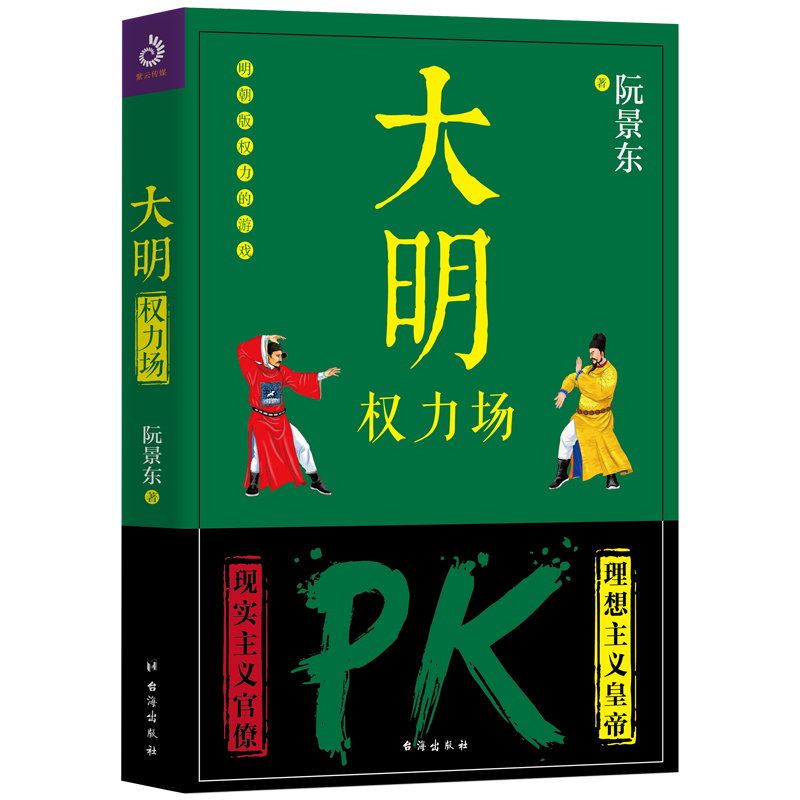 紫云传媒
大明
权力场
阮景东
著
台海出版社
明朝版权力的游戏
大明
权力场
阮景东
著
现实主义官僚
PK
理想主义皇帝
台海出版社